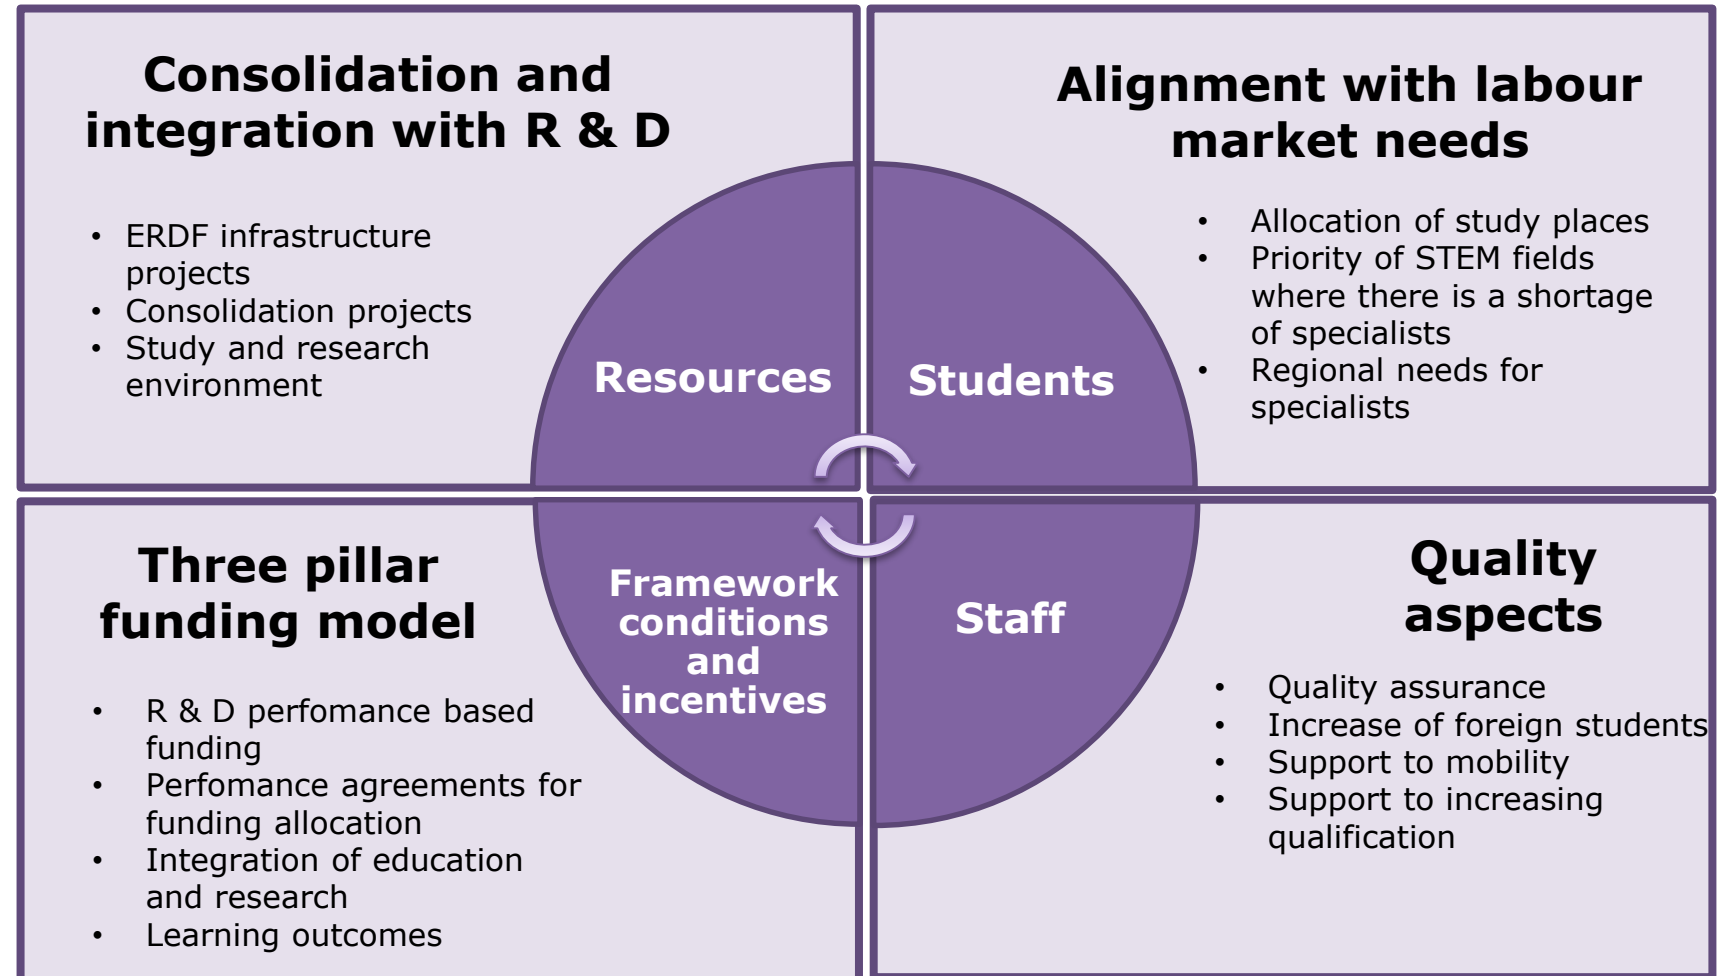 Consolidation and
integration with R & D
• ERDF infrastructure
projects
• Consolidation projects
• Study and research
environment
Resources
Alignment with labour
market needs
• Allocation of study places
• Priority of STEM fields
where there is a shortage
of specialists
• Regional needs for
specialists
Students
Three pillar
funding model
• R & D perfomance based
funding
• Perfomance agreements for
funding allocation
• Integration of education
and research
• Learning outcomes
Framework
conditions
and
incentives
Staff
Quality
aspects
• Quality assurance
• Increase of foreign students
• Support to mobility
• Support to increasing
qualification